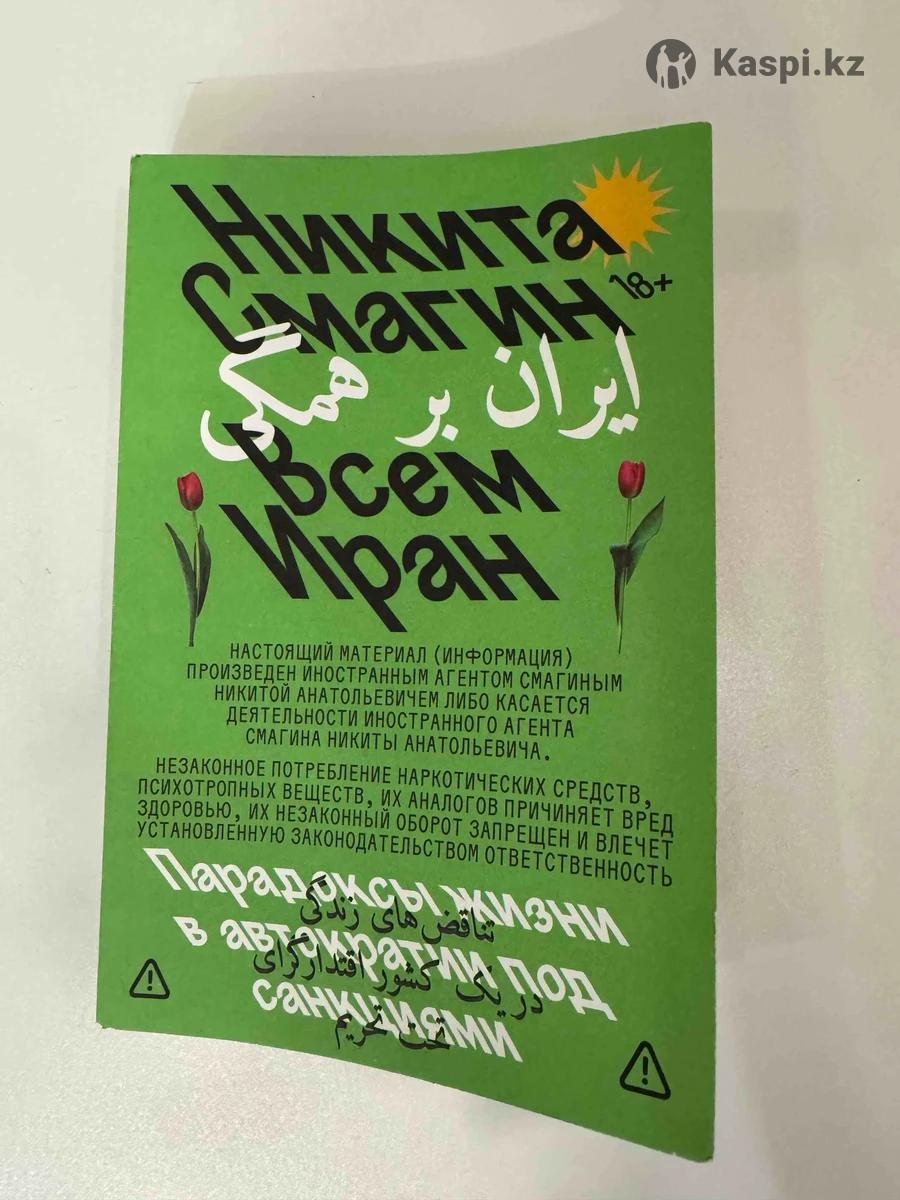 Kaspi.kz
Никита
Смагин
18+
ایران بر همگی
Всем
Иран
НАСТОЯЩИЙ МАТЕРИАЛ (ИНФОРМАЦИЯ)
ПРОИЗВЕДЕН ИНОСТРАННЫМ АГЕНТОМ СМАГИНЫМ
НИКИТОЙ АНАТОЛЬЕВИЧЕМ ЛИБО КАСАЕТСЯ
ДЕЯТЕЛЬНОСТИ ИНОСТРАННОГО АГЕНТА
СМАГИНА НИКИТЫ АНАТОЛЬЕВИЧА.
НЕЗАКОННОЕ ПОТРЕБЛЕНИЕ НАРКОТИЧЕСКИХ СРЕДСТВ,
ПСИХОТРОПНЫХ ВЕЩЕСТВ, ИХ АНАЛОГОВ ПРИЧИНЯЕТ ВРЕД
ЗДОРОВЬЮ, ИХ НЕЗАКОННЫЙ ОБОРОТ ЗАПРЕЩЕН И ВЛЕЧЕТ
УСТАНОВЛЕННУЮ ЗАКОНОДАТЕЛЬСТВОМ ОТВЕТСТВЕННОСТЬ
Парадоксы жизни
تناقض‌های زندگی
в автократии под
در یک کشور اقتدارگرای
санкциями
تحت تحریم